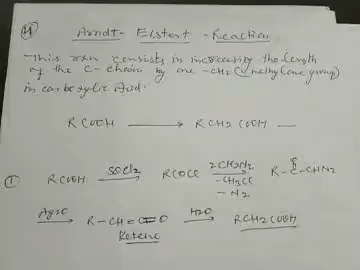 4) Arndt - Eistert - Reaction
This rxn consists in increasing the length
of the C- chain by one -CH2 (methylene group)
in carboxylic Acid.
RCOOH ⟶ RCH2COOH —
① RCOOH SOCl2 → RCOCl 2CH2N2 → -CH3Cl -N2 R-C-CHN2 O
Ag2O → R-CH=C=O H2O → RCH2COOH
Ketene